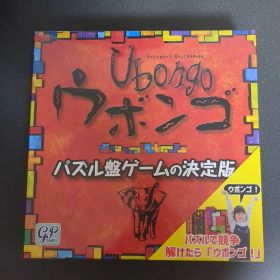 Grzegorz Rejchtman
Ubongo
ウボンゴ
パズル盤ゲームの決定版
ウボンゴ!
パズルで競争
解けたら「ウボンゴ!」
GP
GAMES